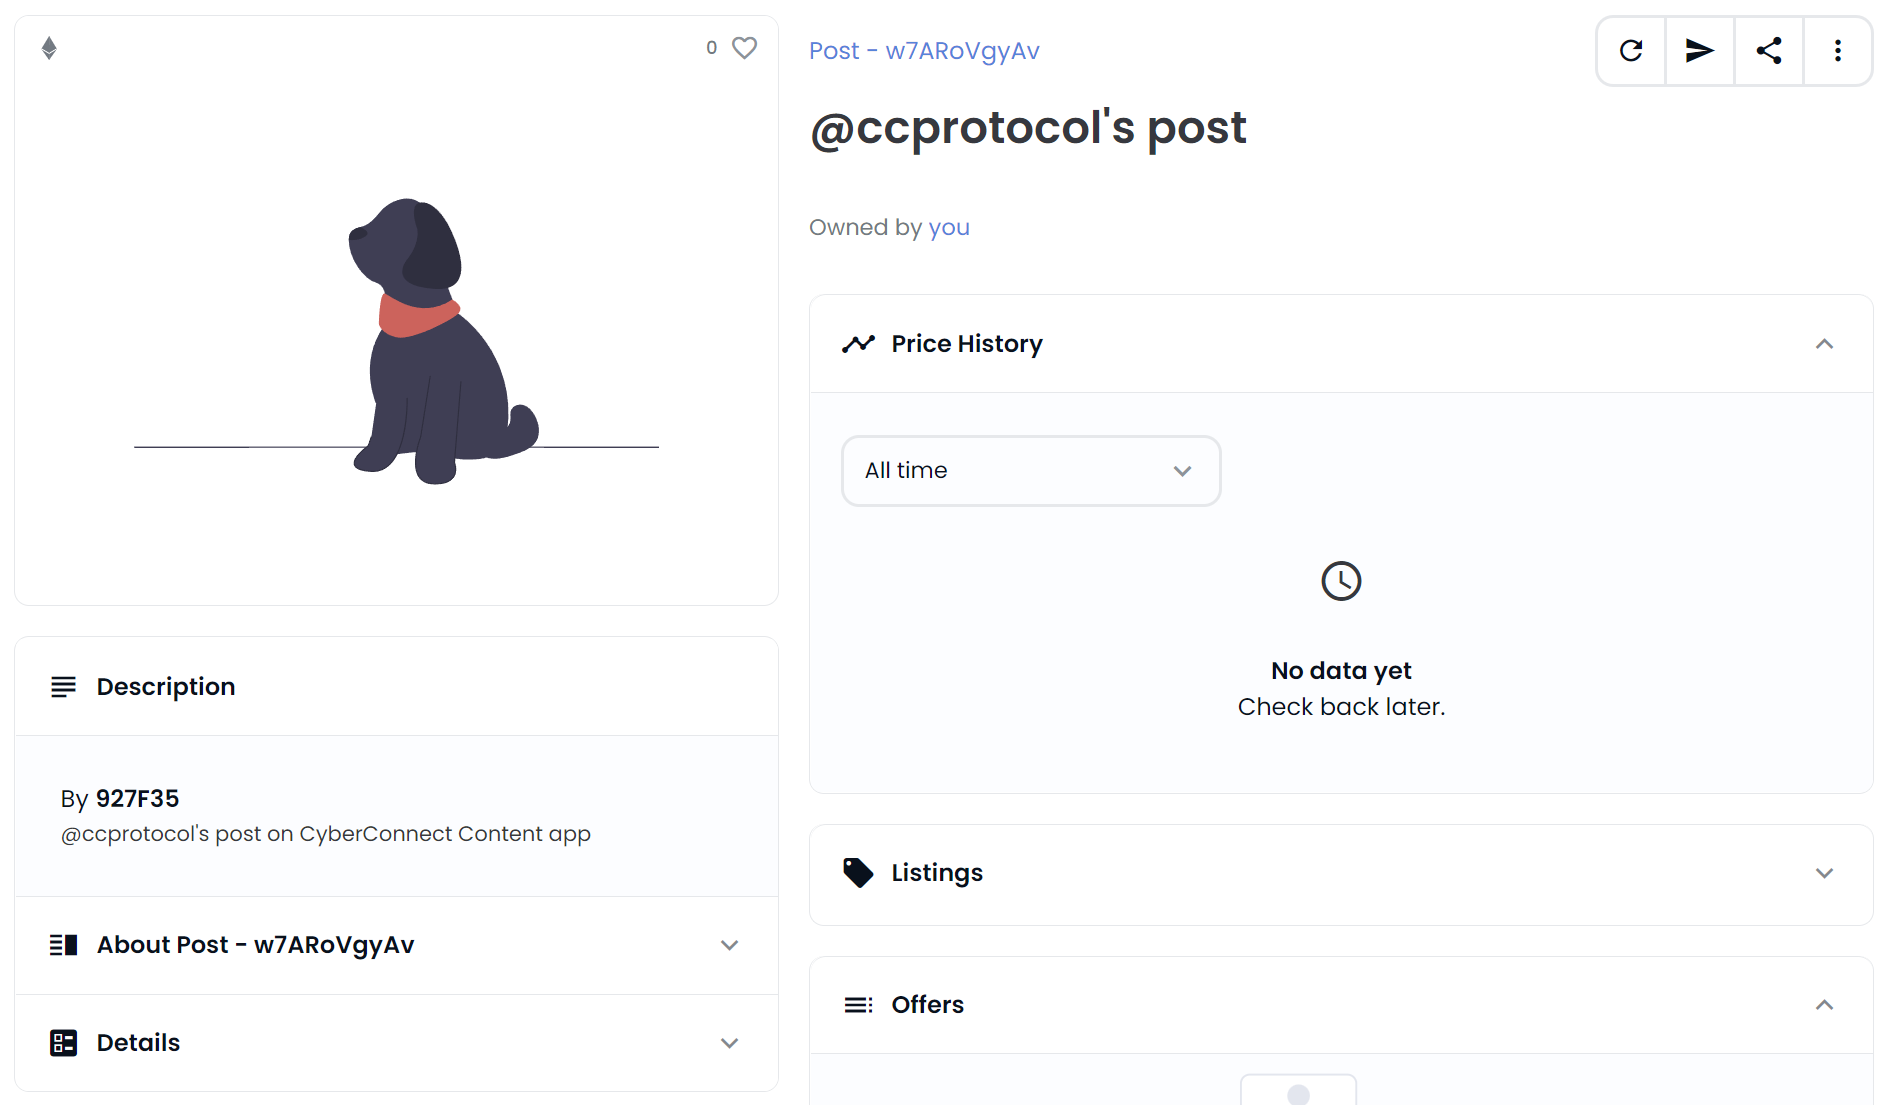 0
Post - w7ARoVgyAv
@ccprotocol's post
Owned by you
Price History
All time
No data yet
Check back later.
Listings
Offers
Description
By 927F35
@ccprotocol's post on CyberConnect Content app
About Post - w7ARoVgyAv
Details